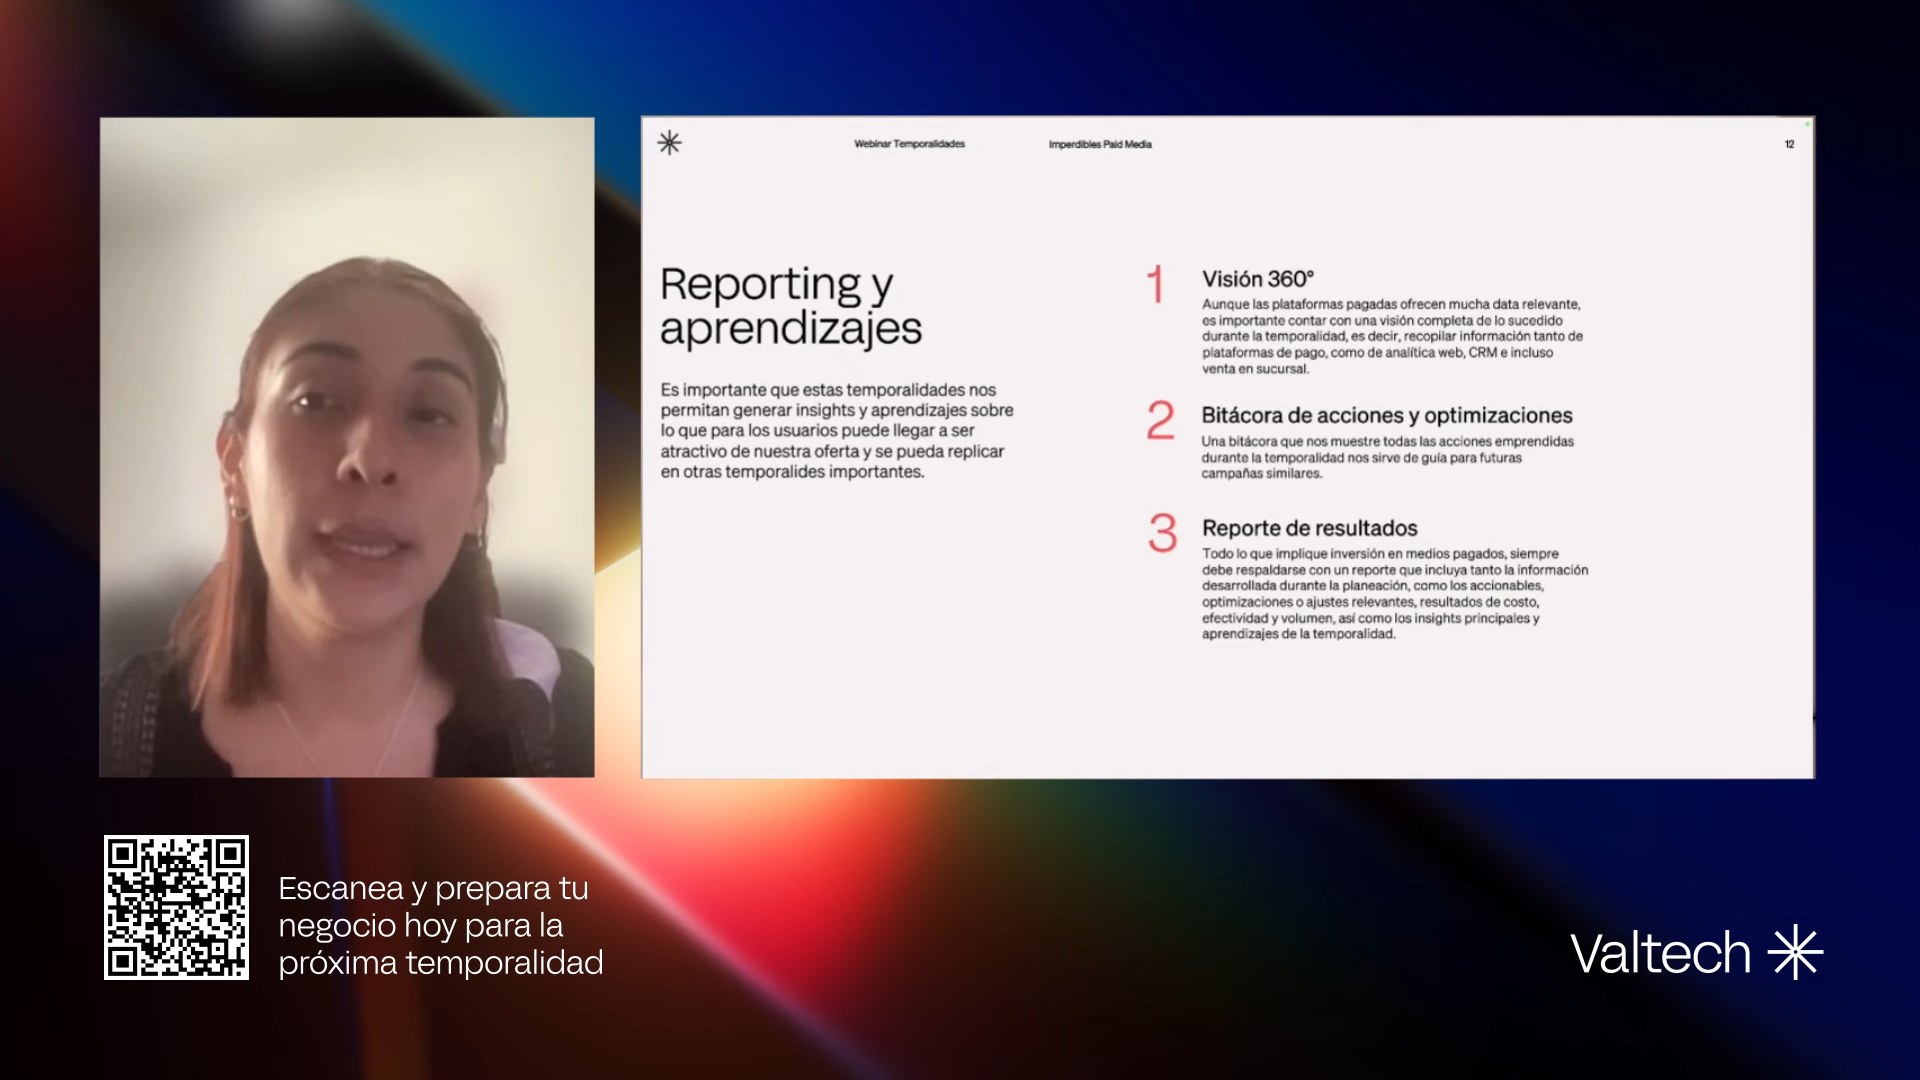 Webinar Temporalidades
Imperdibles Paid Media
12
Reporting y
aprendizajes
Es importante que estas temporalidades nos
permitan generar insights y aprendizajes sobre
lo que para los usuarios puede llegar a ser
atractivo de nuestra oferta y se pueda replicar
en otras temporalides importantes.
1
Visión 360°
Aunque las plataformas pagadas ofrecen mucha data relevante,
es importante contar con una visión completa de lo sucedido
durante la temporalidad, es decir, recopilar información tanto de
plataformas de pago, como de analítica web, CRM e incluso
venta en sucursal.
2
Bitácora de acciones y optimizaciones
Una bitácora que nos muestre todas las acciones emprendidas
durante la temporalidad nos sirve de guía para futuras
campañas similares.
3
Reporte de resultados
Todo lo que implique inversión en medios pagados, siempre
debe respaldarse con un reporte que incluya tanto la información
desarrollada durante la planeación, como los accionables,
optimizaciones o ajustes relevantes, resultados de costo,
efectividad y volumen, así como los insights principales y
aprendizajes de la temporalidad.
Escanea y prepara tu
negocio hoy para la
próxima temporalidad
Valtech